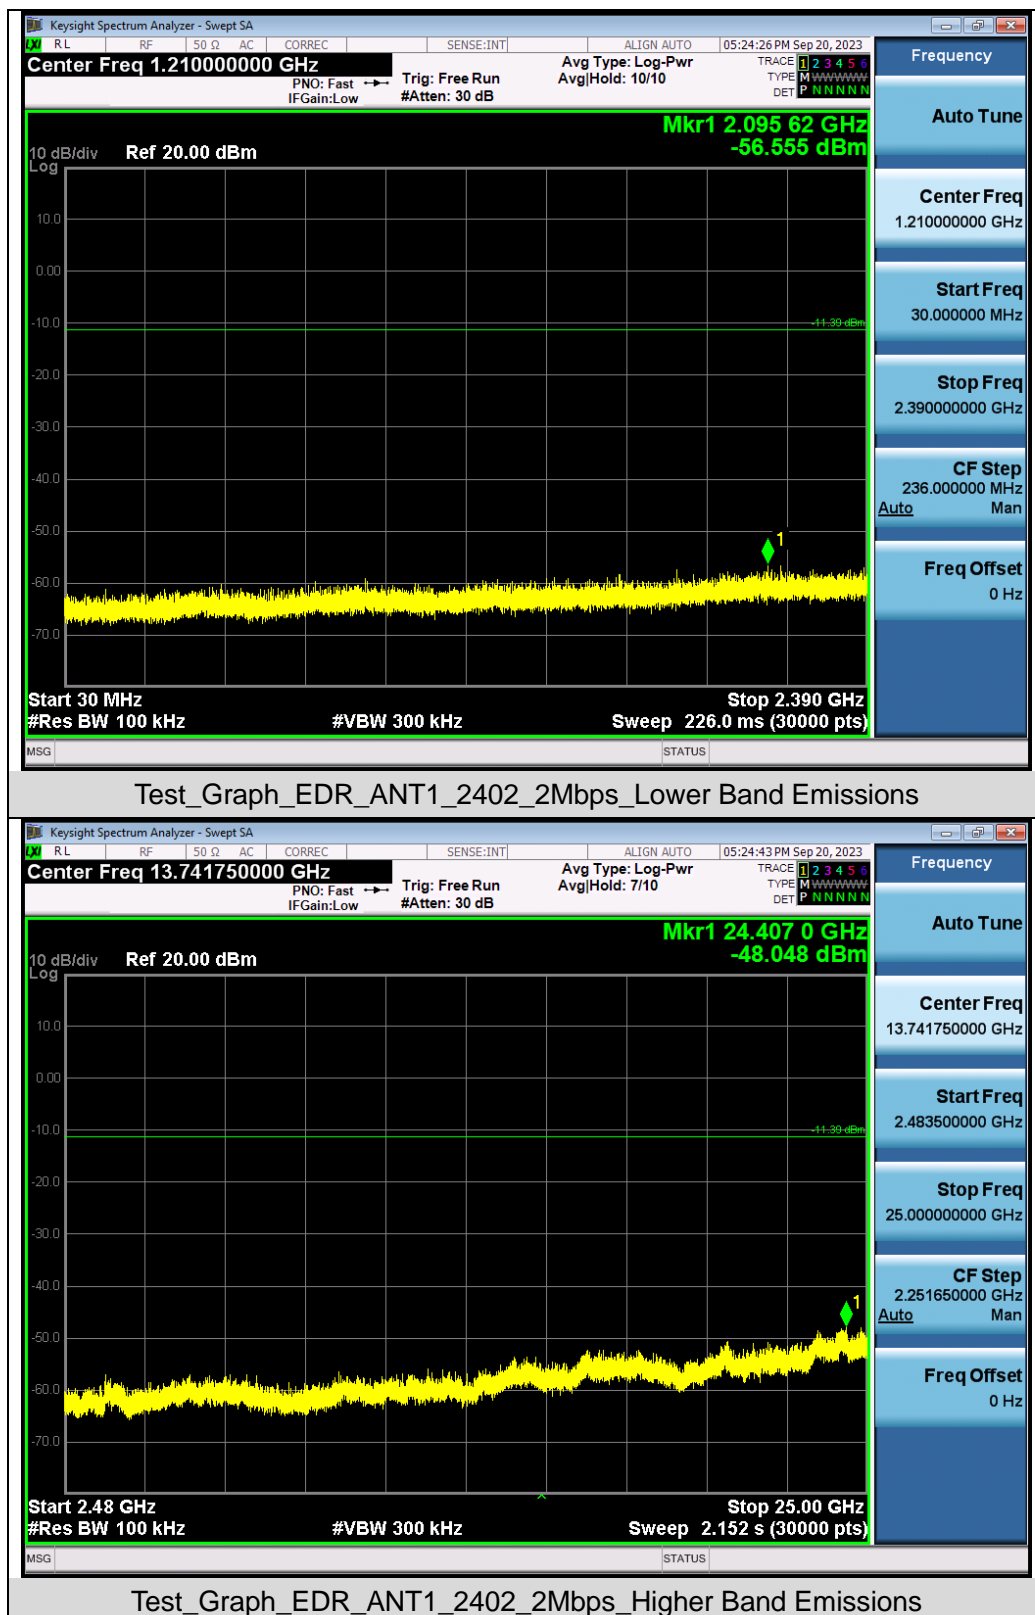 Keysight Spectrum Analyzer - Swept SA
LXI RL RF 50 Ω AC CORREC SENSE:INT ALIGN AUTO 05:24:26 PM Sep 20, 2023
Center Freq 1.210000000 GHz
PNO: Fast
IFGain:Low
Trig: Free Run
#Atten: 30 dB
Avg Type: Log-Pwr
Avg|Hold: 10/10
TRACE 1 2 3 4 5 6
TYPE M WWWWW
DET P N N N N N
Frequency
Mkr1 2.095 62 GHz
-56.555 dBm
10 dB/div Ref 20.00 dBm
Log
10.0
0.00
-10.0
-11.39 dBm
-20.0
-30.0
-40.0
-50.0
1
-60.0
-70.0
Start 30 MHz Stop 2.390 GHz
#Res BW 100 kHz #VBW 300 kHz Sweep 226.0 ms (30000 pts)
Auto Tune
Center Freq
1.210000000 GHz
Start Freq
30.000000 MHz
Stop Freq
2.390000000 GHz
CF Step
236.000000 MHz
Auto Man
Freq Offset
0 Hz
MSG STATUS
Test_Graph_EDR_ANT1_2402_2Mbps_Lower Band Emissions
Keysight Spectrum Analyzer - Swept SA
LXI RL RF 50 Ω AC CORREC SENSE:INT ALIGN AUTO 05:24:43 PM Sep 20, 2023
Center Freq 13.741750000 GHz
PNO: Fast
IFGain:Low
Trig: Free Run
#Atten: 30 dB
Avg Type: Log-Pwr
Avg|Hold: 7/10
TRACE 1 2 3 4 5 6
TYPE M WWWWW
DET P N N N N N
Frequency
Mkr1 24.407 0 GHz
-48.048 dBm
10 dB/div Ref 20.00 dBm
Log
10.0
0.00
-10.0
-11.39 dBm
-20.0
-30.0
-40.0
1
-50.0
-60.0
-70.0
Start 2.48 GHz Stop 25.00 GHz
#Res BW 100 kHz #VBW 300 kHz Sweep 2.152 s (30000 pts)
Auto Tune
Center Freq
13.741750000 GHz
Start Freq
2.483500000 GHz
Stop Freq
25.000000000 GHz
CF Step
2.251650000 GHz
Auto Man
Freq Offset
0 Hz
MSG STATUS
Test_Graph_EDR_ANT1_2402_2Mbps_Higher Band Emissions